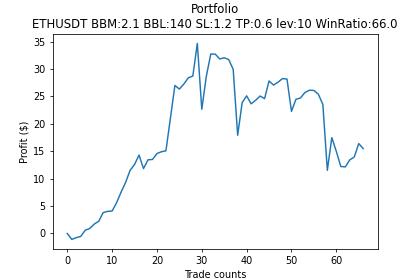 Portfolio
ETHUSDT BBM:2.1 BBL:140 SL:1.2 TP:0.6 lev:10 WinRatio:66.0
35
30
25
20
15
10
5
0
Profit ($)
0 10 20 30 40 50 60
Trade counts